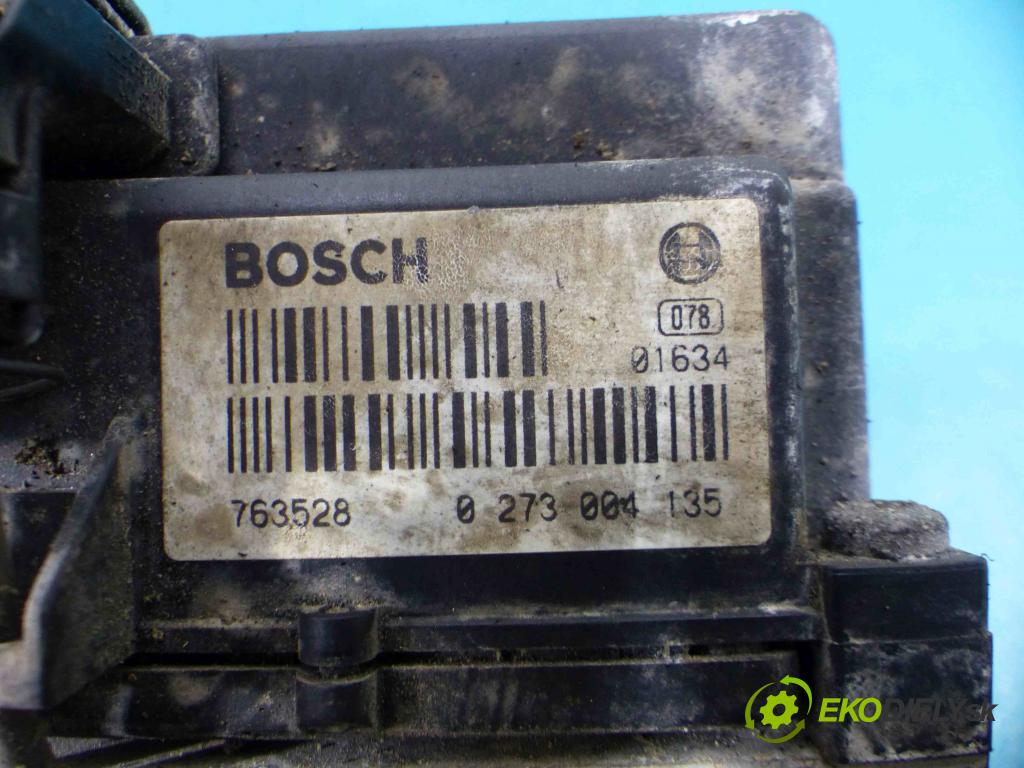 BOSCH
078
01634
763528 0 273 004 135
EKODIELY.sk